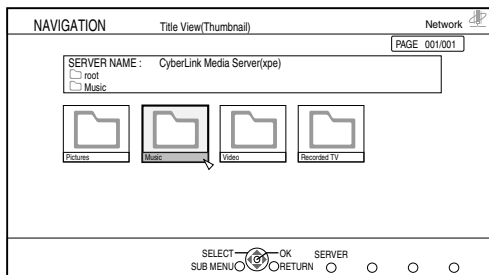 NAVIGATION Title View(Thumbnail) Network
PAGE 001/001
SERVER NAME : CyberLink Media Server(xpe)
root
Music
Pictures Music Video Recorded TV
SELECT OK SERVER
SUB MENU RETURN